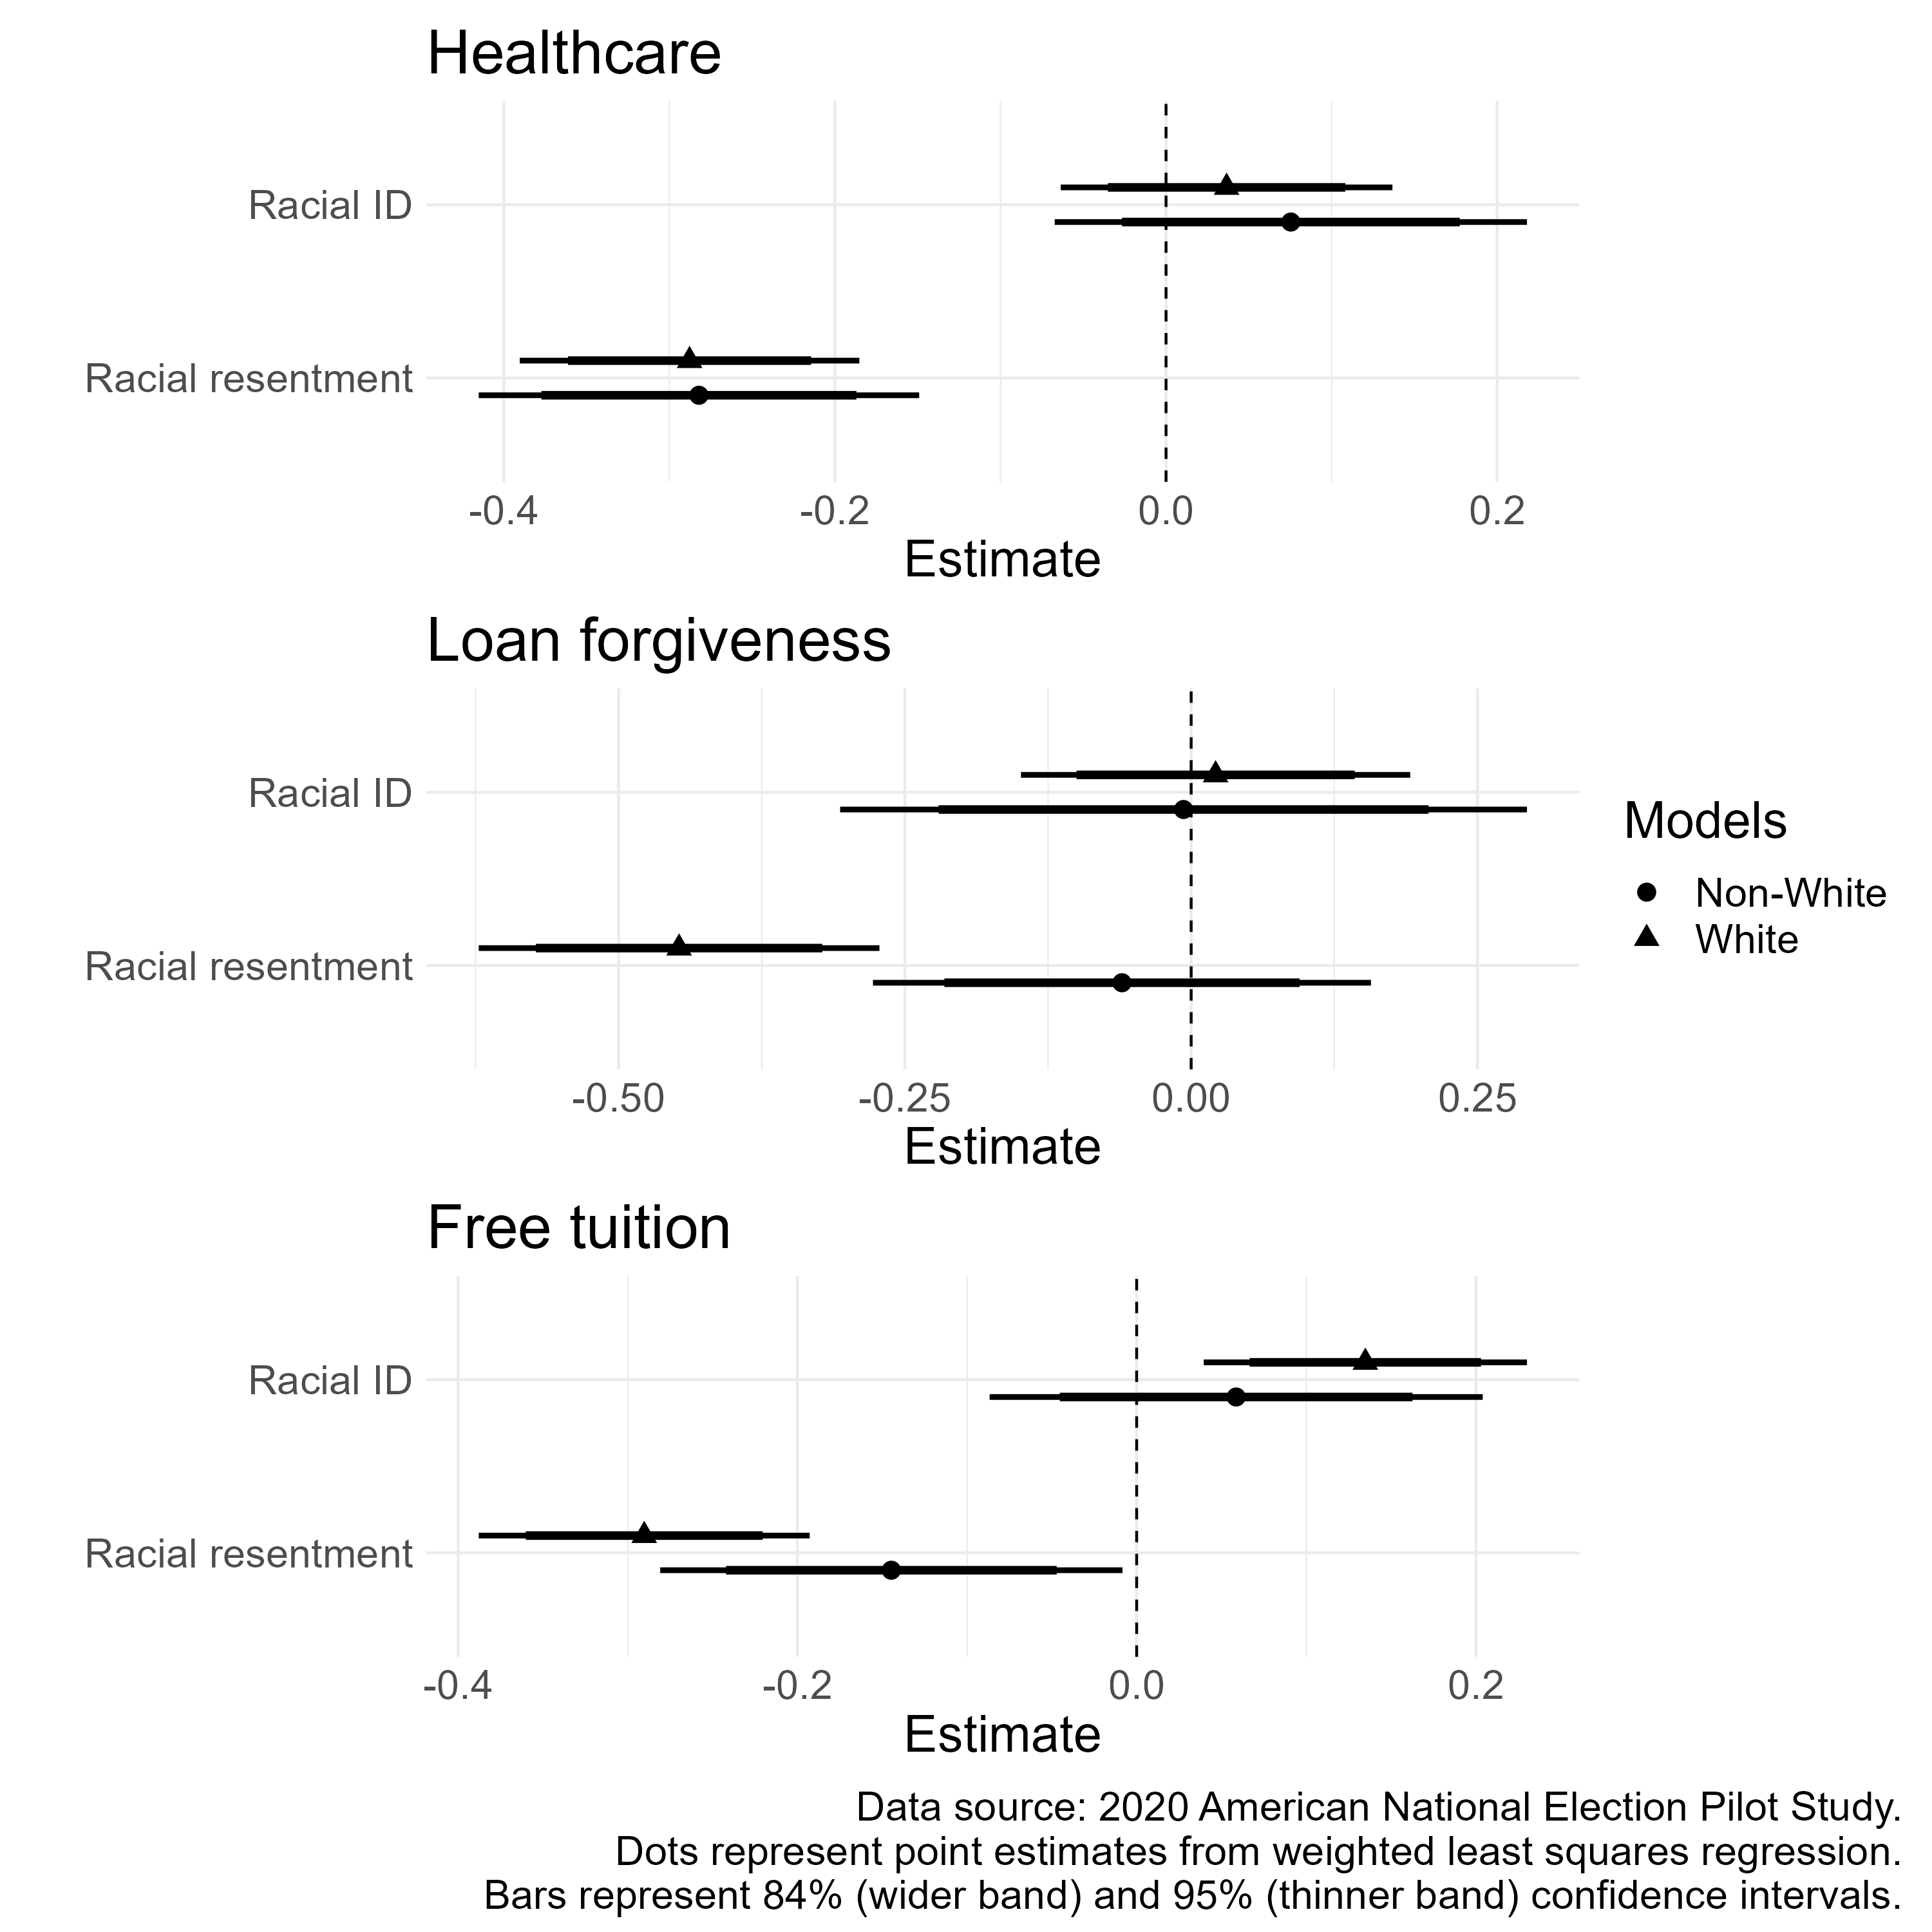 Healthcare
Racial ID
Racial resentment
-0.4 -0.2 0.0 0.2
Estimate
Loan forgiveness
Racial ID
Racial resentment
-0.50 -0.25 0.00 0.25
Estimate
Models
Non-White
White
Free tuition
Racial ID
Racial resentment
-0.4 -0.2 0.0 0.2
Estimate
Data source: 2020 American National Election Pilot Study.
Dots represent point estimates from weighted least squares regression.
Bars represent 84% (wider band) and 95% (thinner band) confidence intervals.